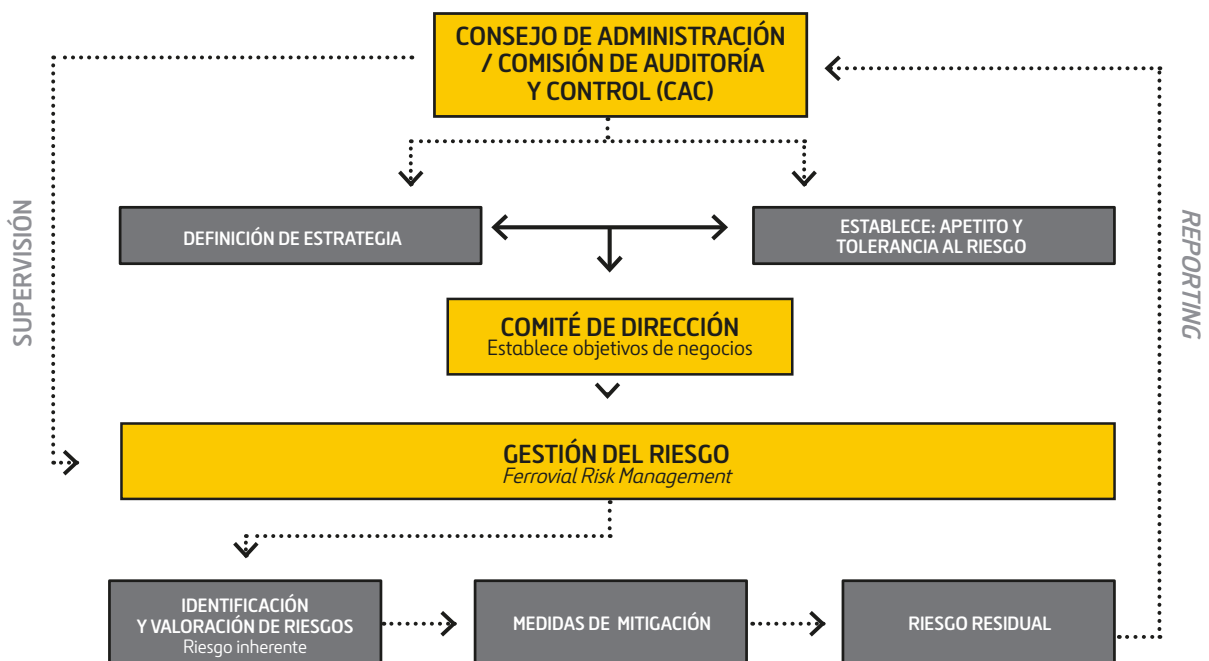 CONSEJO DE ADMINISTRACIÓN
/ COMISIÓN DE AUDITORÍA
Y CONTROL (CAC)
SUPERVISIÓN
REPORTING
DEFINICIÓN DE ESTRATEGIA
ESTABLECE: APETITO Y
TOLERANCIA AL RIESGO
COMITÉ DE DIRECCIÓN
Establece objetivos de negocios
GESTIÓN DEL RIESGO
Ferrovial Risk Management
IDENTIFICACIÓN
Y VALORACIÓN DE RIESGOS
Riesgo inherente
MEDIDAS DE MITIGACIÓN
RIESGO RESIDUAL